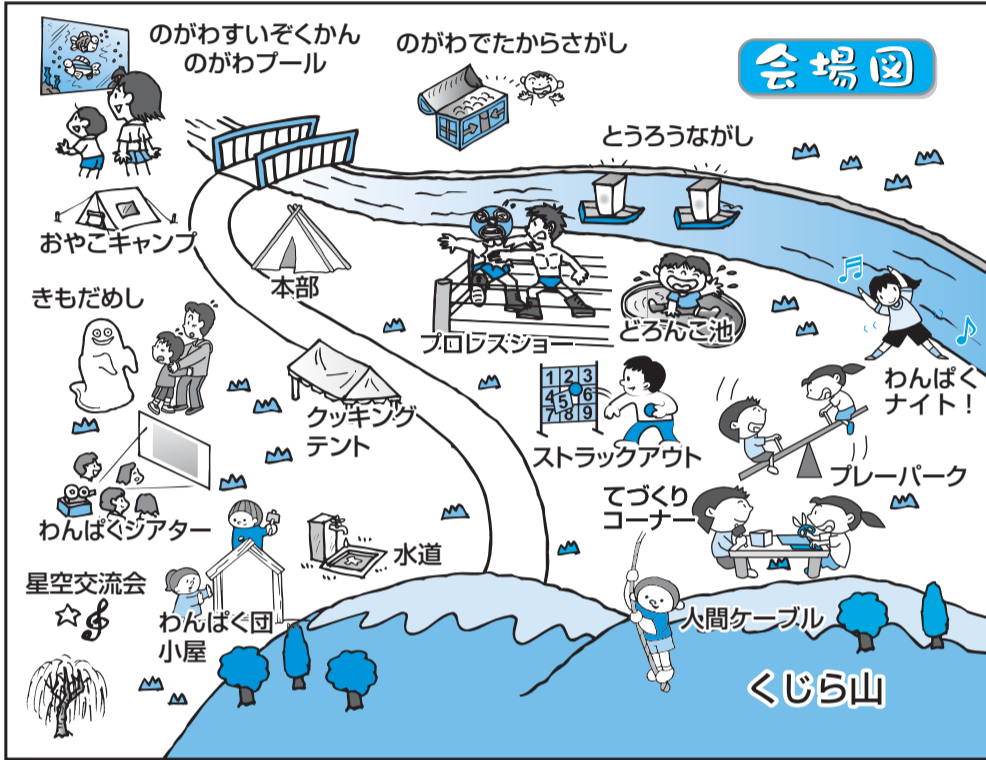 のがわすいぞくかん
のがわプール
のがわでたからさがし
会場図
とうろうながし
おやこキャンプ
本部
きもだめし
プロレスショー
どろんこ池
わんぱく
ナイト!
クッキング
テント
1 2 3
4 5 6
7 8 9
ストラックアウト
プレーパーク
わんぱくシアター
てづくり
コーナー
水道
星空交流会
わんぱく団
小屋
人間ケーブル
くじら山